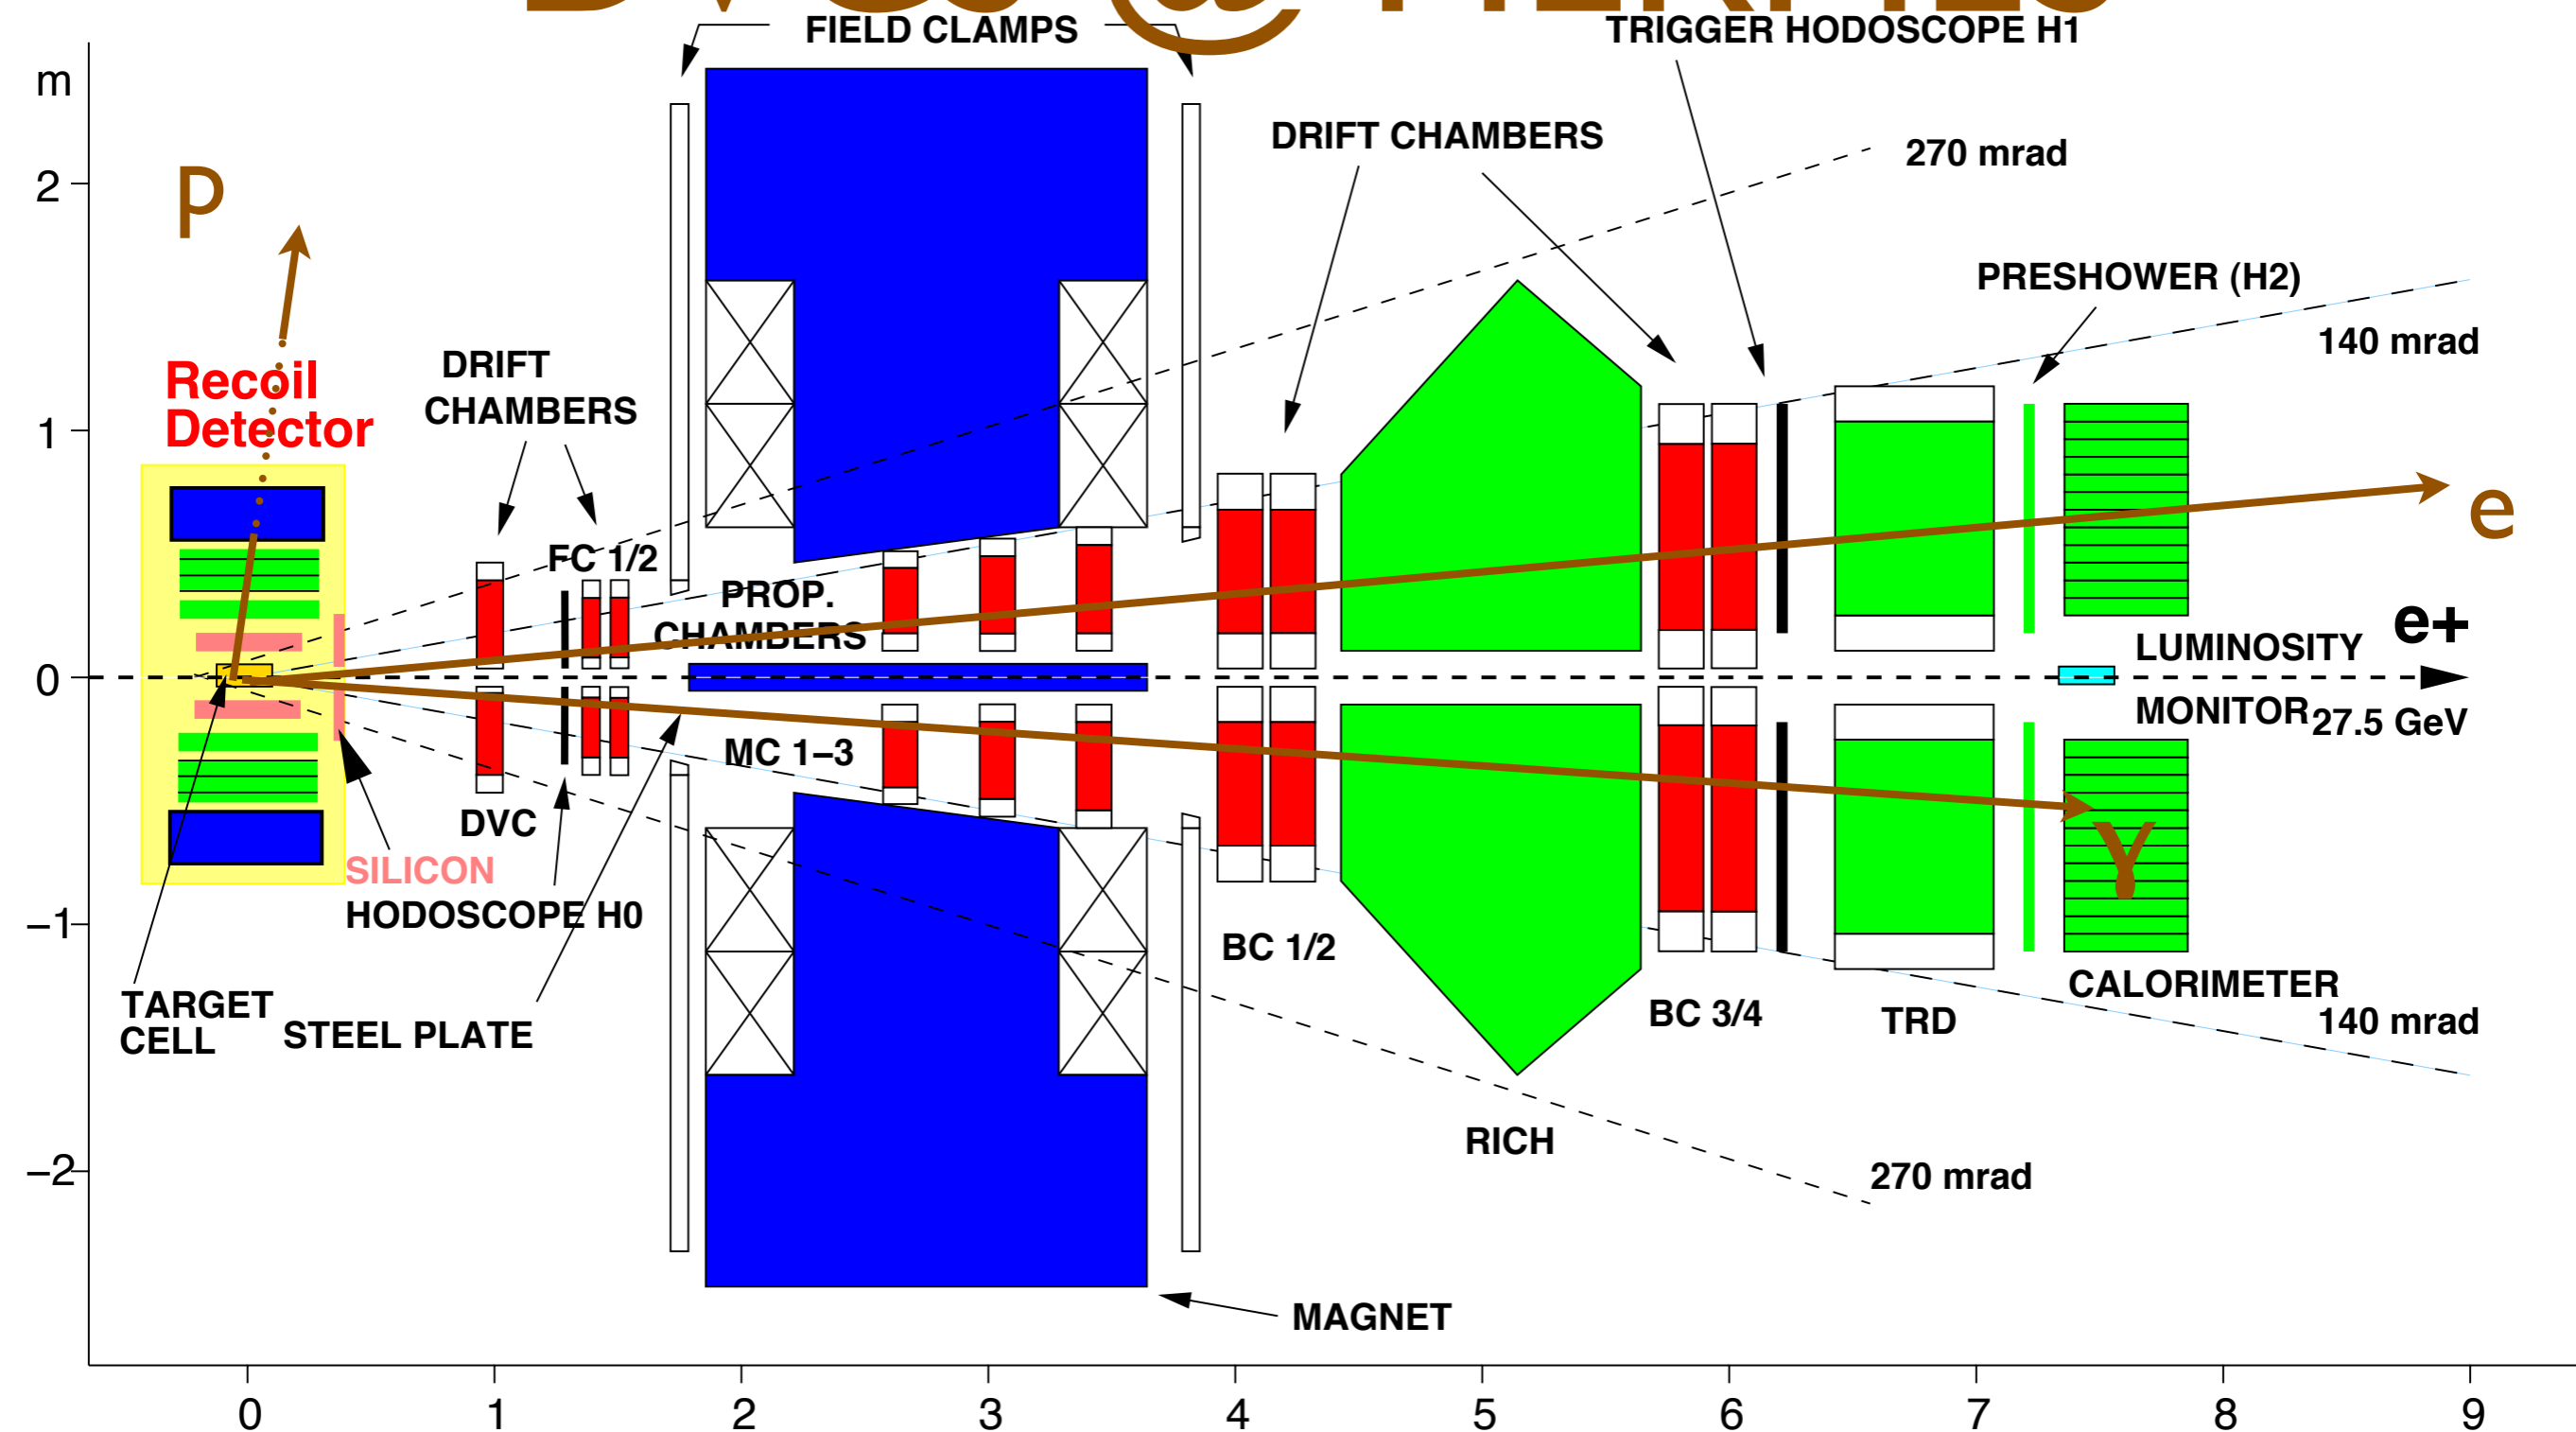 FIELD CLAMPS
TRIGGER HODOSCOPE H1
m
DRIFT CHAMBERS
270 mrad
2
p
PRESHOWER (H2)
140 mrad
Recoil
Detector
DRIFT
CHAMBERS
1
e
FC 1/2
PROP.
CHAMBERS
e+
LUMINOSITY
0
MONITOR
27.5 GeV
MC 1–3
DVC
γ
SILICON
HODOSCOPE H0
–1
BC 1/2
CALORIMETER
TARGET
CELL
STEEL PLATE
BC 3/4
TRD
140 mrad
RICH
–2
270 mrad
MAGNET
0 1 2 3 4 5 6 7 8 9